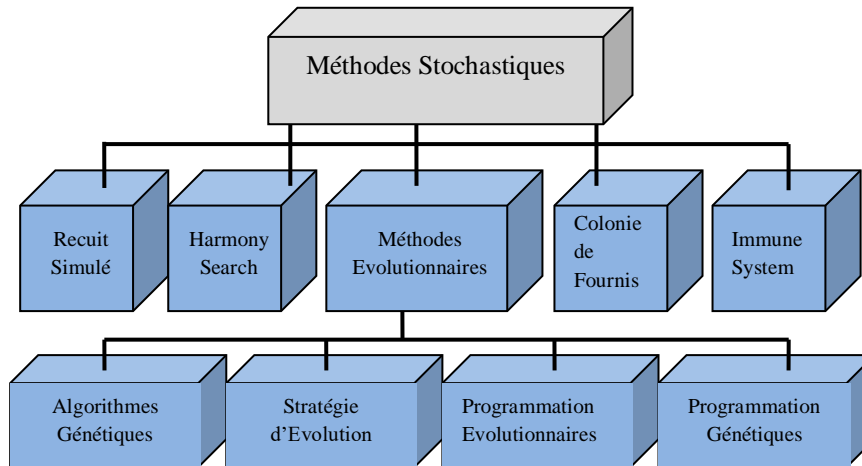 Méthodes Stochastiques
Recuit
Simulé
Harmony
Search
Méthodes
Evolutionnaires
Colonie
de
Fournis
Immune
System
Algorithmes
Génétiques
Stratégie
d'Evolution
Programmation
Evolutionnaires
Programmation
Génétiques